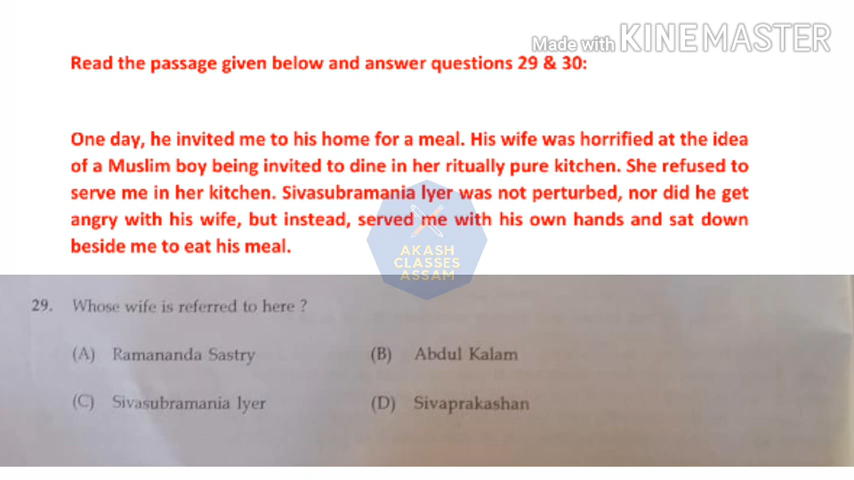 Made with KINEMASTER
Read the passage given below and answer questions 29 & 30:
One day, he invited me to his home for a meal. His wife was horrified at the idea
of a Muslim boy being invited to dine in her ritually pure kitchen. She refused to
serve me in her kitchen. Sivasubramania Iyer was not perturbed, nor did he get
angry with his wife, but instead, served me with his own hands and sat down
beside me to eat his meal.
AKASH
CLASSES
ASSAM
29. Whose wife is referred to here ?
(A) Ramananda Sastry (B) Abdul Kalam
(C) Sivasubramania Iyer (D) Sivaprakashan